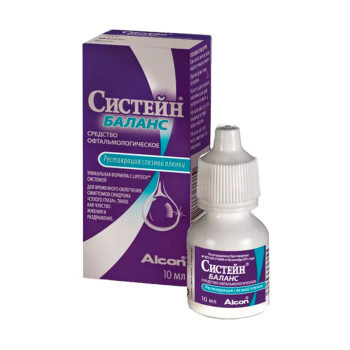 Систейн®
БАЛАНС
СРЕДСТВО
ОФТАЛЬМОЛОГИЧЕСКОЕ
Реставрация слезной пленки
УНИКАЛЬНАЯ ФОРМУЛА С LIPITECH™
СИСТЕМОЙ
ДЛЯ ВРЕМЕННОГО ОБЛЕГЧЕНИЯ
СИМПТОМОВ СИНДРОМА
«СУХОГО ГЛАЗА», ТАКИХ
КАК ЧУВСТВО
ЖЖЕНИЯ И
РАЗДРАЖЕНИЕ.
Alcon®
10 мл
Систейн®
БАЛАНС
СРЕДСТВО ОФТАЛЬМОЛОГИЧЕСКОЕ
Реставрация слезной пленки
10 мл
Alcon®